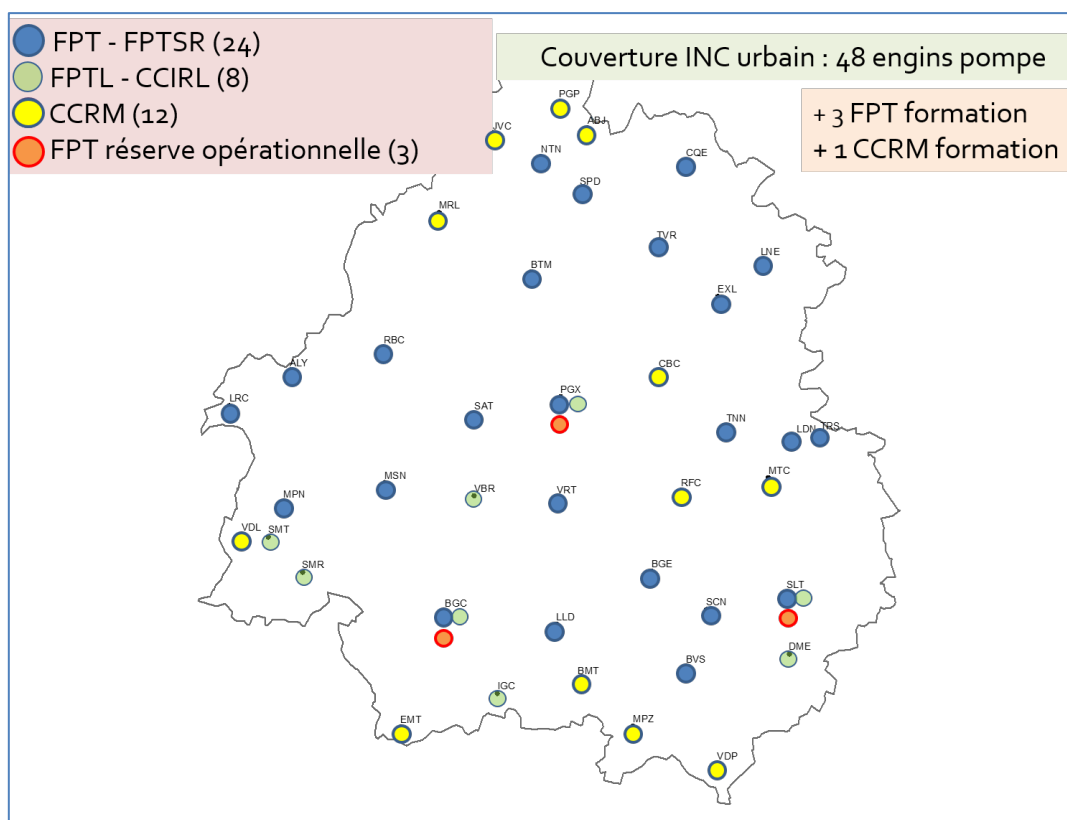 FPT - FPTSR (24)
FPTL - CCIRL (8)
CCRM (12)
FPT réserve opérationnelle (3)
Couverture INC urbain : 48 engins pompe
+ 3 FPT formation
+ 1 CCRM formation
PGP
ABJ
JVC
NTN
CQE
SPD
MRL
TVR
LNE
BTM
EXL
RBC
ALY
CBC
PGX
LRC
SAT
TNN
LDN
TRS
MSN
VBR
VRT
RFC
MTC
MPN
VDL
SMT
SMR
BGE
BGC
LLD
SCN
SLT
DME
BMT
BVS
IGC
EMT
MPZ
VDP